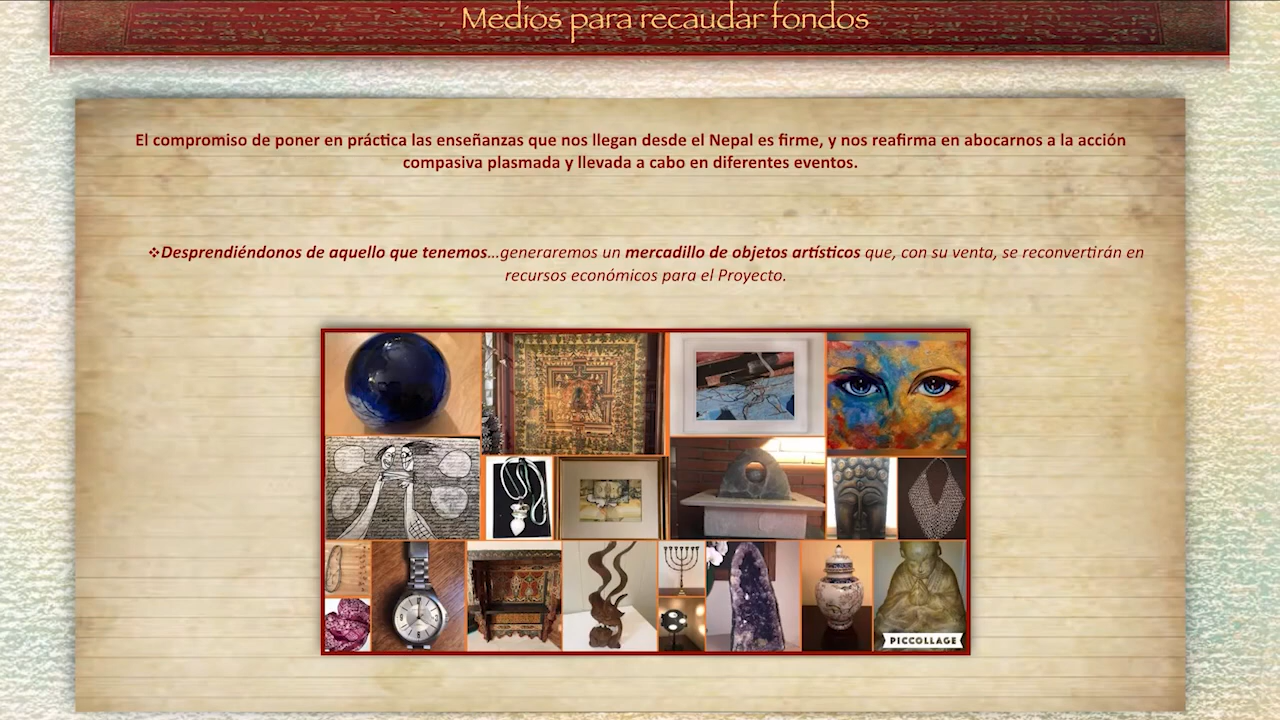 Medios para recaudar fondos
El compromiso de poner en práctica las enseñanzas que nos llegan desde el Nepal es firme, y nos reafirma en abocarnos a la acción
compasiva plasmada y llevada a cabo en diferentes eventos.
❖Desprendiéndonos de aquello que tenemos...generaremos un mercadillo de objetos artísticos que, con su venta, se reconvertirán en
recursos económicos para el Proyecto.
PICCOLLAGE